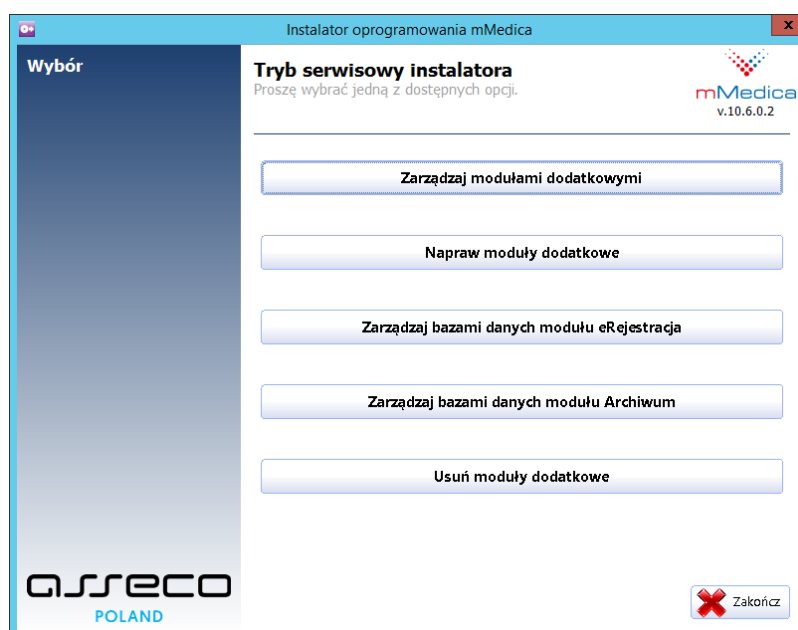 Instalator oprogramowania mMedica
x
Wybór
Tryb serwisowy instalatora
Proszę wybrać jedną z dostępnych opcji.
mMedica
v.10.6.0.2
Zarządzaj modułami dodatkowymi
Napraw moduły dodatkowe
Zarządzaj bazami danych modułu eRejestracja
Zarządzaj bazami danych modułu Archiwum
Usuń moduły dodatkowe
asseco
POLAND
Zakończ